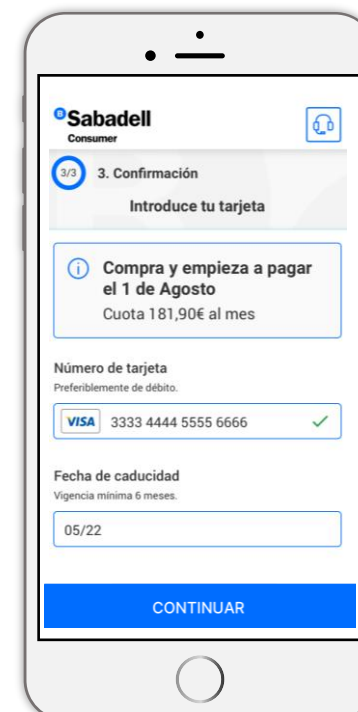 Sabadell
Consumer
3/3 3. Confirmación
Introduce tu tarjeta
Compra y empieza a pagar
el 1 de Agosto
Cuota 181,90€ al mes
Número de tarjeta
Preferiblemente de débito.
VISA 3333 4444 5555 6666
Fecha de caducidad
Vigencia mínima 6 meses.
05/22
CONTINUAR